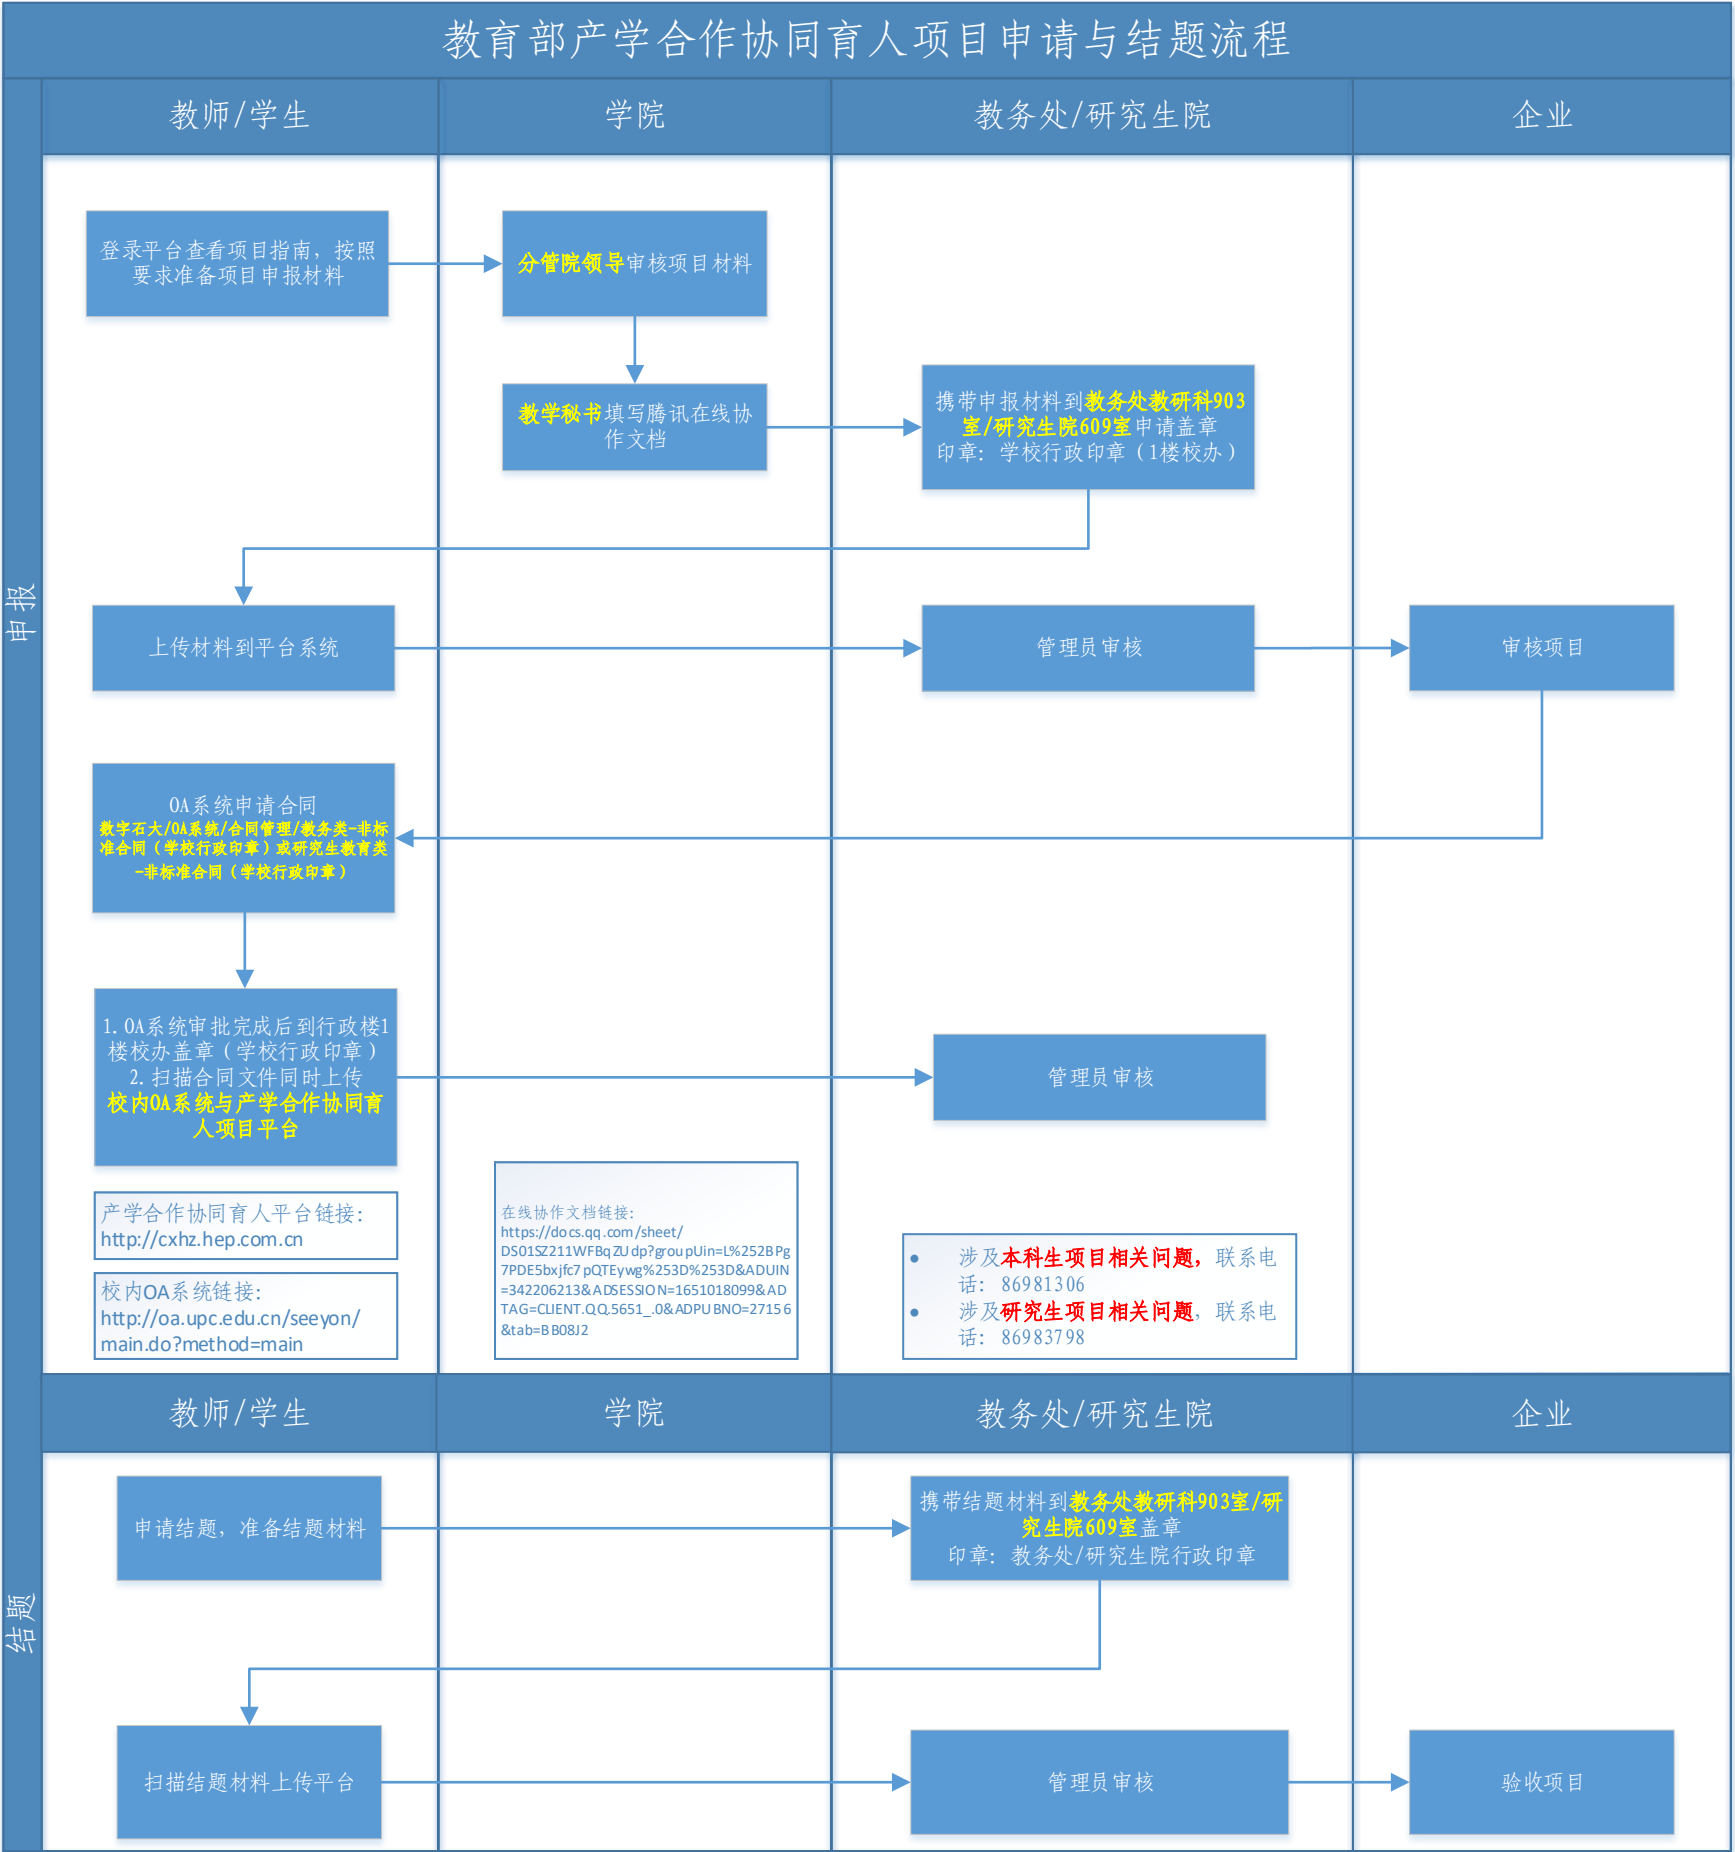 教育部产学合作协同育人项目申请与结题流程
教师/学生
学院
教务处/研究生院
企业
申报
登录平台查看项目指南，按照
要求准备项目申报材料
分管院领导审核项目材料
教学秘书填写腾讯在线协
作文档
携带申报材料到教务处教研科903
室/研究生院609室申请盖章
印章：学校行政印章（1楼校办）
上传材料到平台系统
管理员审核
审核项目
OA系统申请合同
数字石大/OA系统/合同管理/教务类-非标
准合同（学校行政印章）或研究生教育类
-非标准合同（学校行政印章）
1.OA系统审批完成后到行政楼1
楼校办盖章（学校行政印章）
2.扫描合同文件同时上传
校内OA系统与产学合作协同育
人项目平台
管理员审核
产学合作协同育人平台链接：
http://cxhz.hep.com.cn
校内OA系统链接：
http://oa.upc.edu.cn/seeyon/
main.do?method=main
在线协作文档链接：
https://docs.qq.com/sheet/
DS01SZ211WFBqZUdp?groupUin=L%252BPg
7PDE5bxjfc7pQTEywg%253D%253D&ADUIN
=342206213&ADSESSION=1651018099&AD
TAG=CLIENT.QQ.5651_.0&ADPUBNO=27156
&tab=BB08J2
• 涉及本科生项目相关问题，联系电
话：86981306
• 涉及研究生项目相关问题，联系电
话：86983798
教师/学生
学院
教务处/研究生院
企业
结题
申请结题，准备结题材料
携带结题材料到教务处教研科903室/研
究生院609室盖章
印章：教务处/研究生院行政印章
扫描结题材料上传平台
管理员审核
验收项目